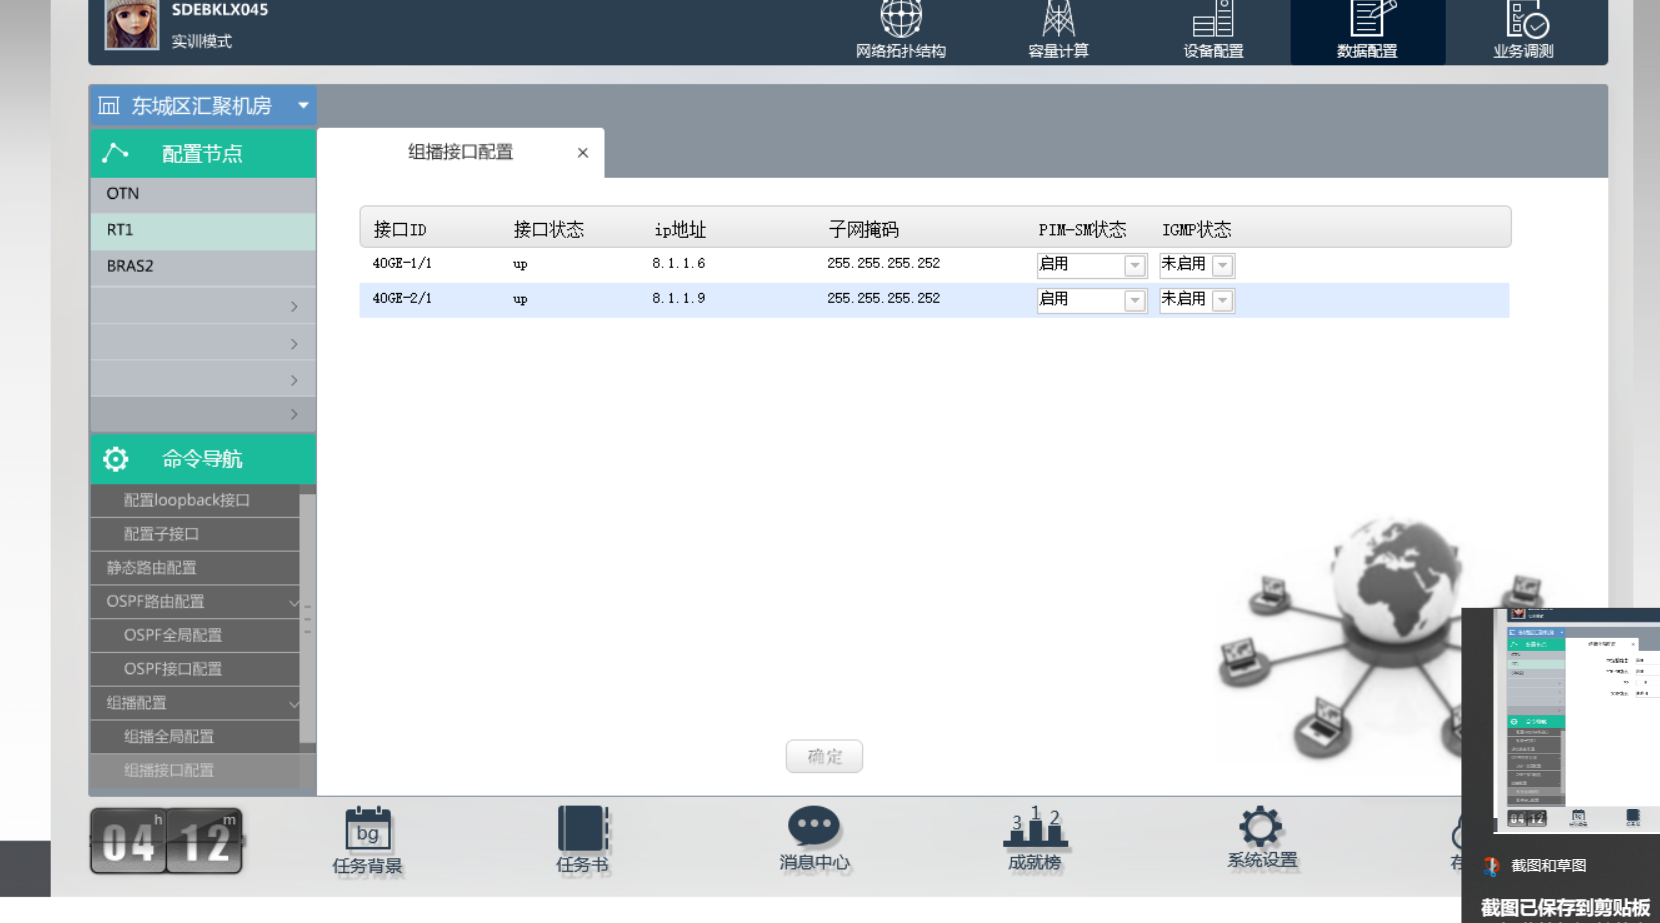 SDEBKLX045
实训模式
网络拓扑结构
容量计算
设备配置
数据配置
业务调测
东城区汇聚机房
配置节点
组播接口配置 ×
OTN
RT1
BRAS2
接口ID 接口状态 ip地址 子网掩码 PIM-SM状态 IGMP状态
40GE-1/1 up 8.1.1.6 255.255.255.252 启用 未启用
40GE-2/1 up 8.1.1.9 255.255.255.252 启用 未启用
命令导航
配置loopback接口
配置子接口
静态路由配置
OSPF路由配置
OSPF全局配置
OSPF接口配置
组播配置
组播全局配置
组播接口配置
确定
04 h 12 m
bg
任务背景
任务书
消息中心
3 1 2
成就榜
系统设置
存
截图和草图
截图已保存到剪贴板